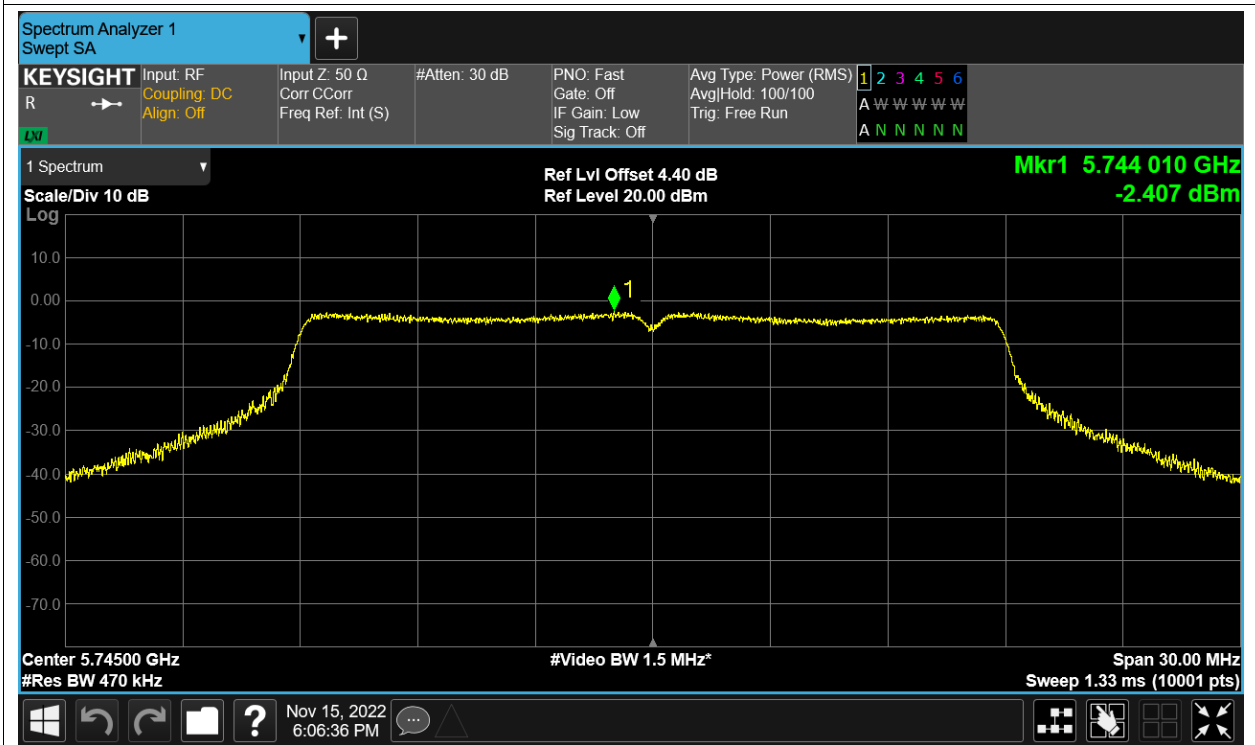 Spectrum Analyzer 1
Swept SA
KEYSIGHT
R
LXI
Input: RF
Coupling: DC
Align: Off
Input Z: 50 Ω
Corr CCorr
Freq Ref: Int (S)
#Atten: 30 dB
PNO: Fast
Gate: Off
IF Gain: Low
Sig Track: Off
Avg Type: Power (RMS)
Avg|Hold: 100/100
Trig: Free Run
1 2 3 4 5 6
A W W W W W
A N N N N N
1 Spectrum
Scale/Div 10 dB
Ref Lvl Offset 4.40 dB
Ref Level 20.00 dBm
Mkr1 5.744 010 GHz
-2.407 dBm
Log
10.0
0.00
-10.0
-20.0
-30.0
-40.0
-50.0
-60.0
-70.0
1
Center 5.74500 GHz
#Res BW 470 kHz
#Video BW 1.5 MHz*
Span 30.00 MHz
Sweep 1.33 ms (10001 pts)
?
Nov 15, 2022
6:06:36 PM